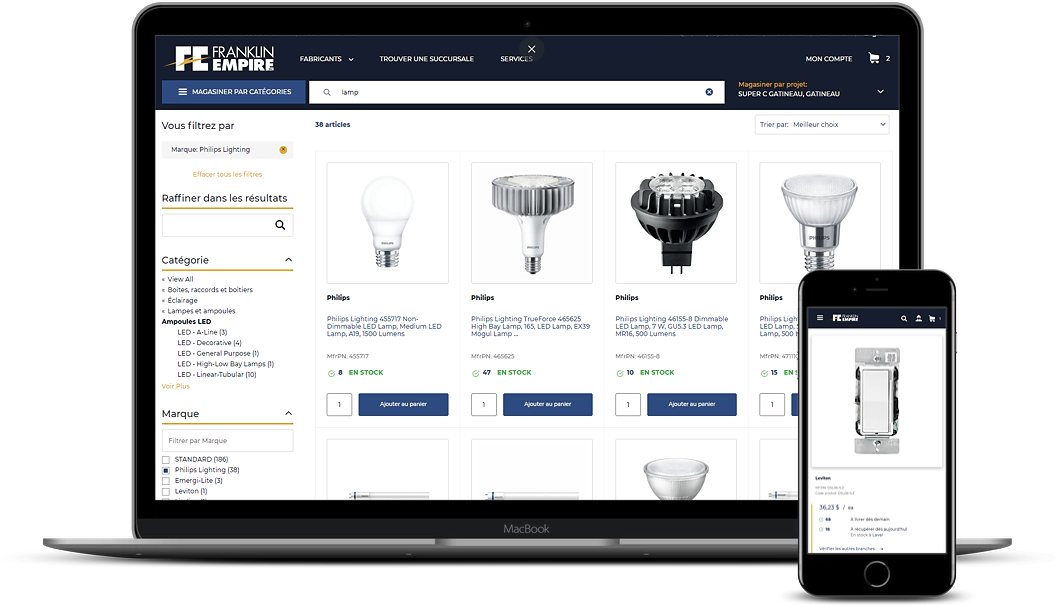 FRANKLIN
EMPIRE
FABRICANTS
TROUVER UNE SUCCURSALE
SERVICES
MON COMPTE
2
MAGASINER PAR CATÉGORIES
lamp
Magasiner par projet:
SUPER C GATINEAU, GATINEAU
Vous filtrez par
Marque: Philips Lighting
Effacer tous les filtres
Raffiner dans les résultats
Catégorie
« View All
« Boites, raccords et boitiers
« Éclairage
« Lampes et ampoules
Ampoules LED
LED - A-Line (3)
LED - Decorative (4)
LED - General Purpose (1)
LED - High-Low Bay Lamps (1)
LED - Linear-Tubular (10)
Voir Plus
Marque
Filtrer par Marque
STANDARD (186)
Philips Lighting (38)
Emergi-Lite (3)
Leviton (1)
38 articles
Trier par: Meilleur choix
PHILIPS
Philips
Philips Lighting 455717 Non-
Dimmable LED Lamp, Medium LED
Lamp, A19, 1500 Lumens
MfrPN: 455717
8 EN STOCK
1
Ajouter au panier
PHILIPS
Philips
Philips Lighting TrueForce 465625
High Bay Lamp, 165, LED Lamp, EX39
Mogul Lamp ...
MfrPN: 465625
47 EN STOCK
1
Ajouter au panier
Philips
Philips Lighting 46155-8 Dimmable
LED Lamp, 7 W, GU5.3 LED Lamp,
MR16, 500 Lumens
MfrPN: 46155-8
10 EN STOCK
1
Ajouter au panier
PHILIPS
Philips
Philips Lighting
LED Lamp,
Lamp, 50
MfrPN: 47110
15 EN S
1
MacBook
FRANKLIN
EMPIRE
Leviton
36,23 $ / ea
88 À livrer dès demain
18 À récupérer dès aujourd'hui
En stock à Laval
Vérifier les autres branches